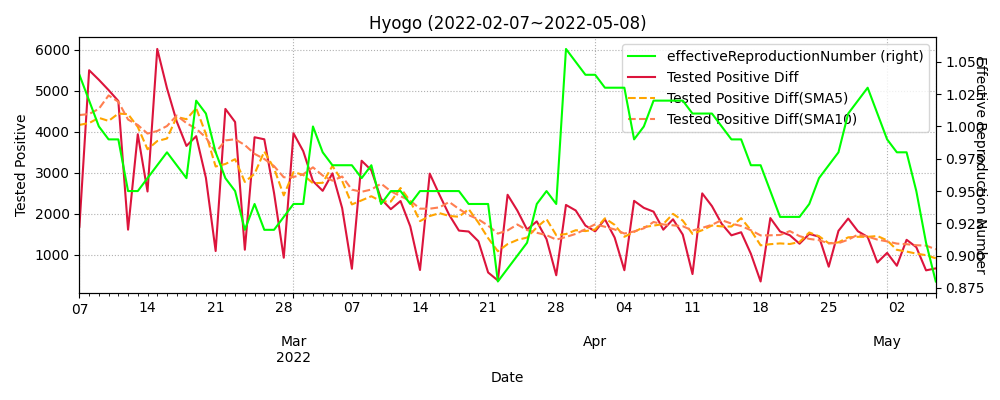 Hyogo (2022-02-07~2022-05-08)
effectiveReproductionNumber (right)
Tested Positive Diff
Tested Positive Diff(SMA5)
Tested Positive Diff(SMA10)
Tested Positive
6000
5000
4000
3000
2000
1000
1.050
1.025
1.000
0.975
0.950
0.925
0.900
0.875
Effective Reproduction Number
07 14 21 28 07 14 21 28 04 11 18 25 02
Mar Apr May
2022
Date